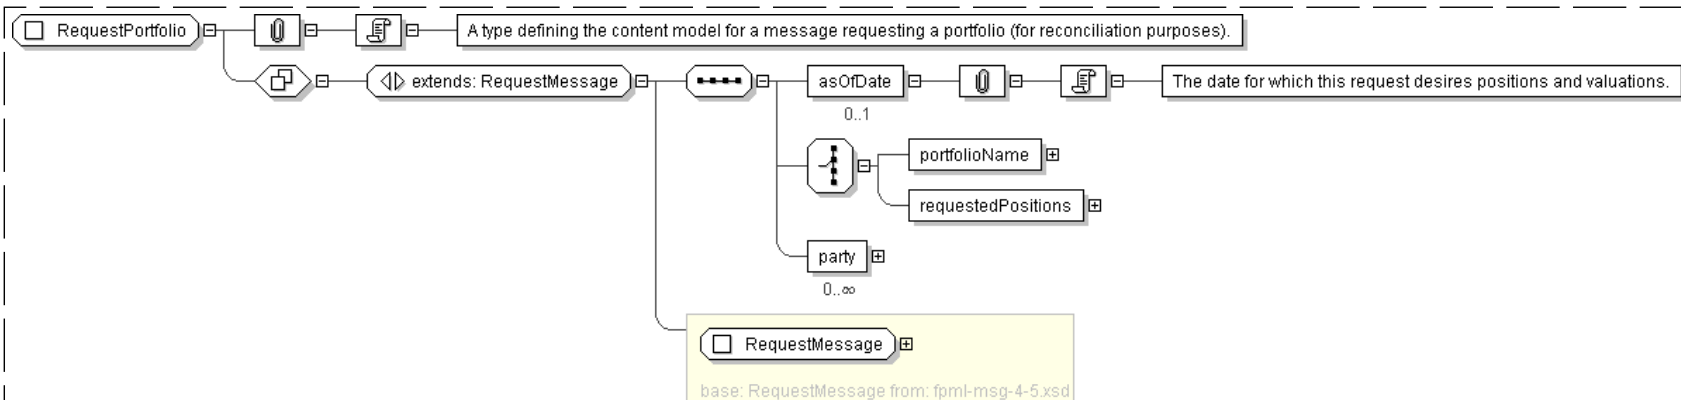 RequestPortfolio
A type defining the content model for a message requesting a portfolio (for reconciliation purposes).
extends: RequestMessage
asOfDate
The date for which this request desires positions and valuations.
0..1
portfolioName
requestedPositions
party
0..∞
RequestMessage
base: RequestMessage from: fpml-msg-4-5.xsd